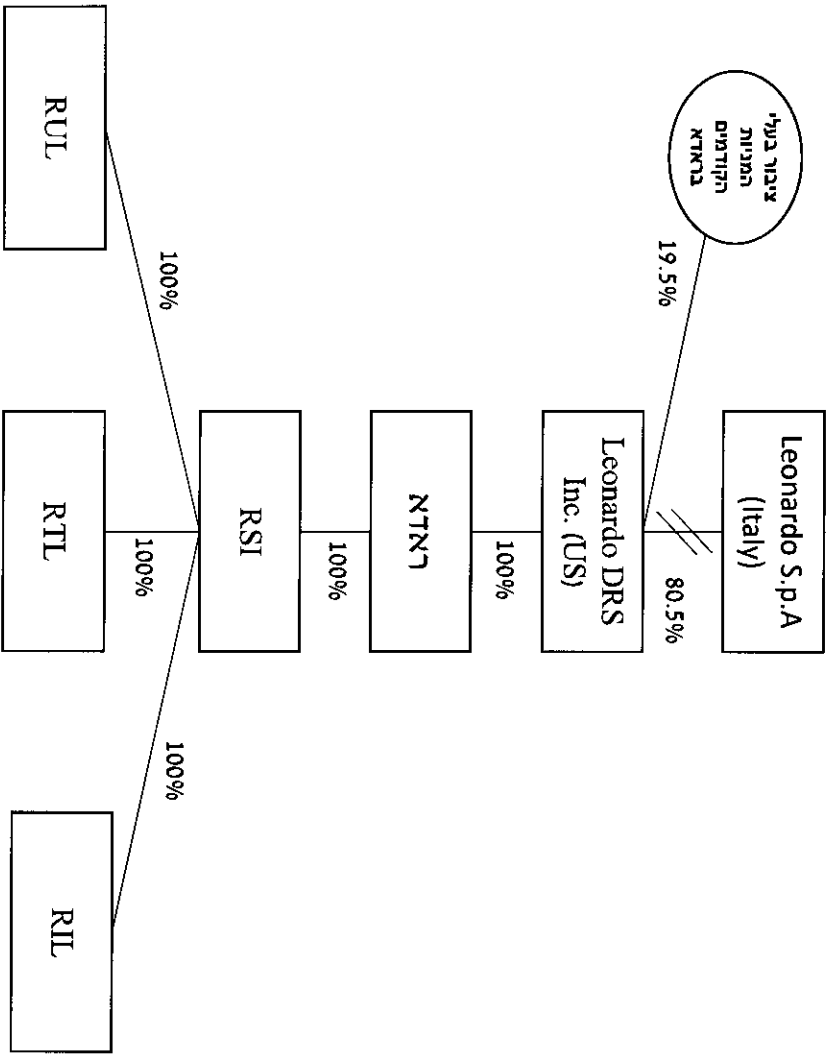 Leonardo S.p.A
(Italy)
ציבור בעלי
המניות
הקודמים
בראדא
19.5%
80.5%
Leonardo DRS
Inc. (US)
100%
ראדא
100%
RSI
100%
100%
100%
RUL
RTL
RIL